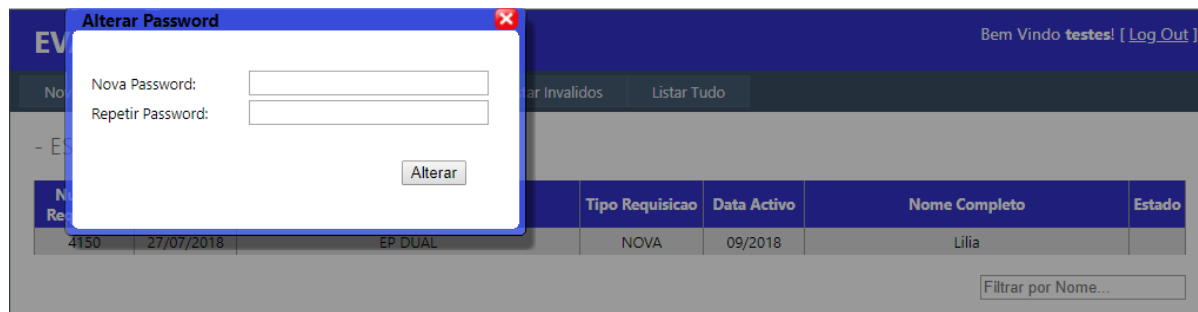 Alterar Password
Bem Vindo testes! [ Log Out ]
Nova Password:
Listar Tudo
Invalidos
Repetir Password:
Alterar
Tipo Requisicao Data Activo Nome Completo Estado
4150 27/07/2018 EP DUAL NOVA 09/2018 Lilia
Filtrar por Nome...